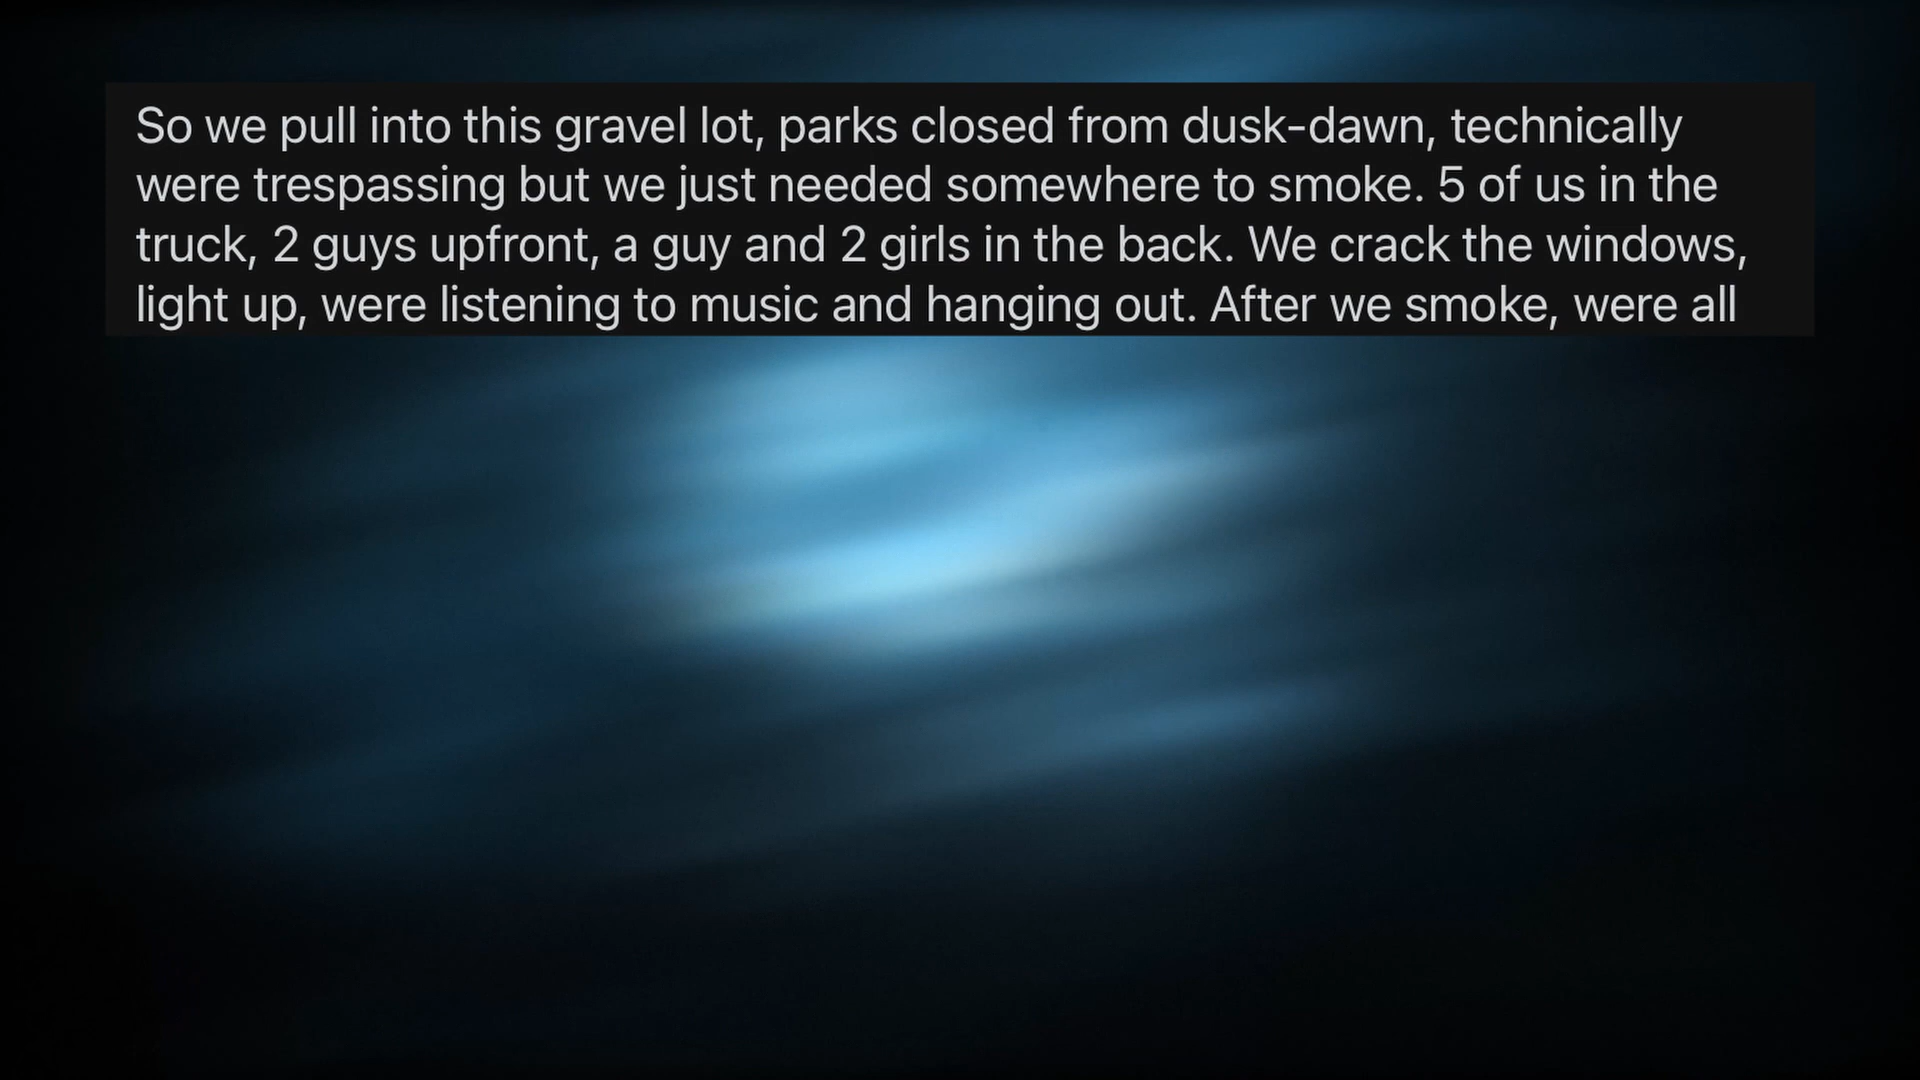 So we pull into this gravel lot, parks closed from dusk-dawn, technically
were trespassing but we just needed somewhere to smoke. 5 of us in the
truck, 2 guys upfront, a guy and 2 girls in the back. We crack the windows,
light up, were listening to music and hanging out. After we smoke, were all